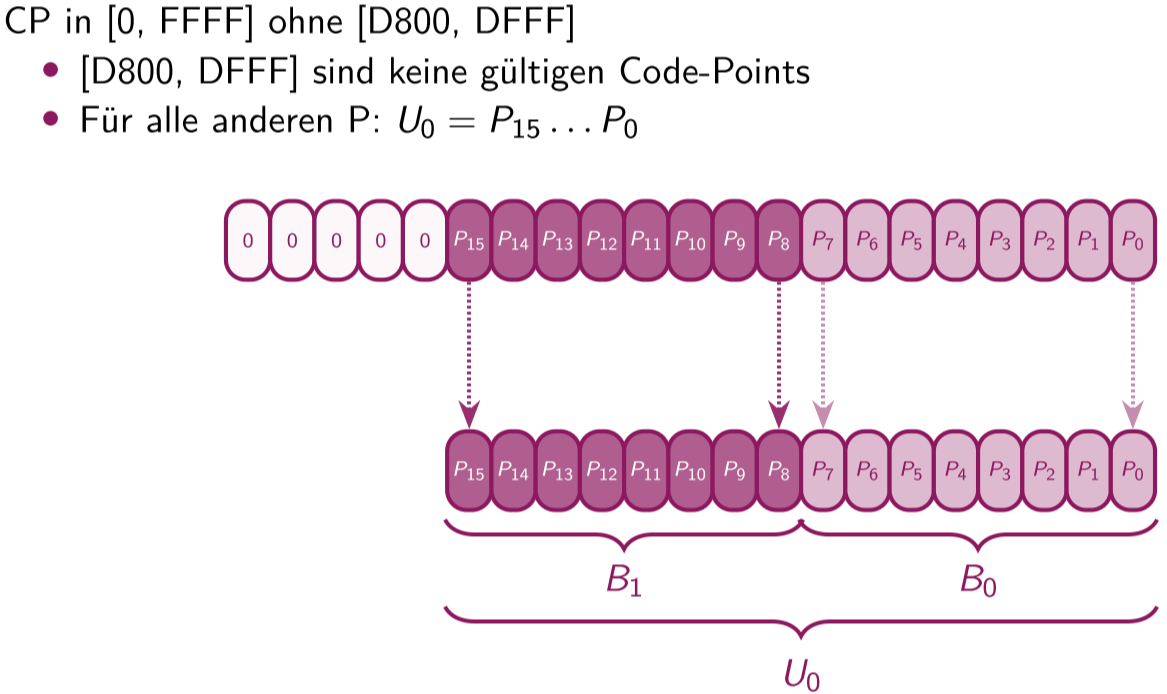 CP in [0, FFFF] ohne [D800, DFFF]
• [D800, DFFF] sind keine gültigen Code-Points
• Für alle anderen P: U₀ = P₁₅ … P₀
0 0 0 0 0 P₁₅ P₁₄ P₁₃ P₁₂ P₁₁ P₁₀ P₉ P₈ P₇ P₆ P₅ P₄ P₃ P₂ P₁ P₀
P₁₅ P₁₄ P₁₃ P₁₂ P₁₁ P₁₀ P₉ P₈ P₇ P₆ P₅ P₄ P₃ P₂ P₁ P₀
B₁ B₀
U₀